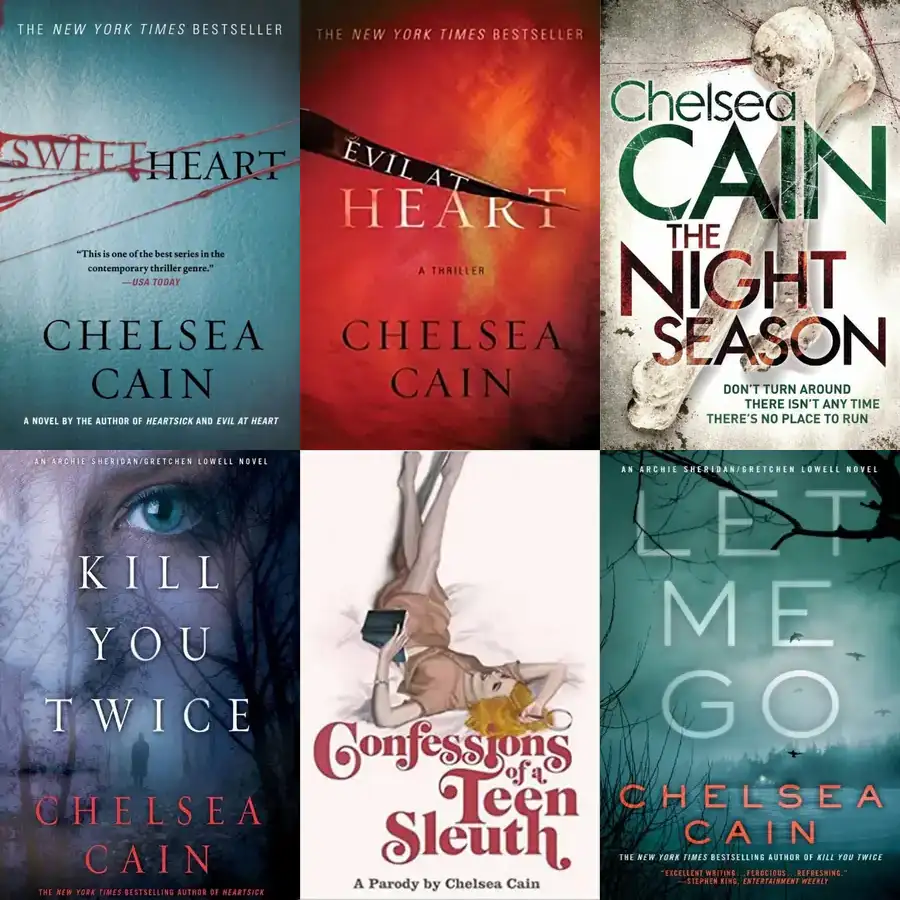 THE NEW YORK TIMES BESTSELLER
SWEETHEART
"This is one of the best series in the
contemporary thriller genre."
—USA TODAY
CHELSEA
CAIN
A NOVEL BY THE AUTHOR OF HEARTSICK AND EVIL AT HEART
THE NEW YORK TIMES BESTSELLER
EVIL AT
HEART
A THRILLER
CHELSEA
CAIN
Chelsea
CAIN
THE
NIGHT
SEASON
DON'T TURN AROUND
THERE ISN'T ANY TIME
THERE'S NO PLACE TO RUN
AN ARCHIE SHERIDAN/GRETCHEN LOWELL NOVEL
KILL
YOU
TWICE
CHELSEA
CAIN
THE NEW YORK TIMES BESTSELLING AUTHOR OF HEARTSICK
Confessions
of a
Teen
Sleuth
A Parody by Chelsea Cain
AN ARCHIE SHERIDAN/GRETCHEN LOWELL NOVEL
LET
ME
GO
CHELSEA
CAIN
THE NEW YORK TIMES BESTSELLING AUTHOR OF KILL YOU TWICE
"EXCELLENT WRITING...FEROCIOUS...REFRESHING."
—STEPHEN KING, ENTERTAINMENT WEEKLY